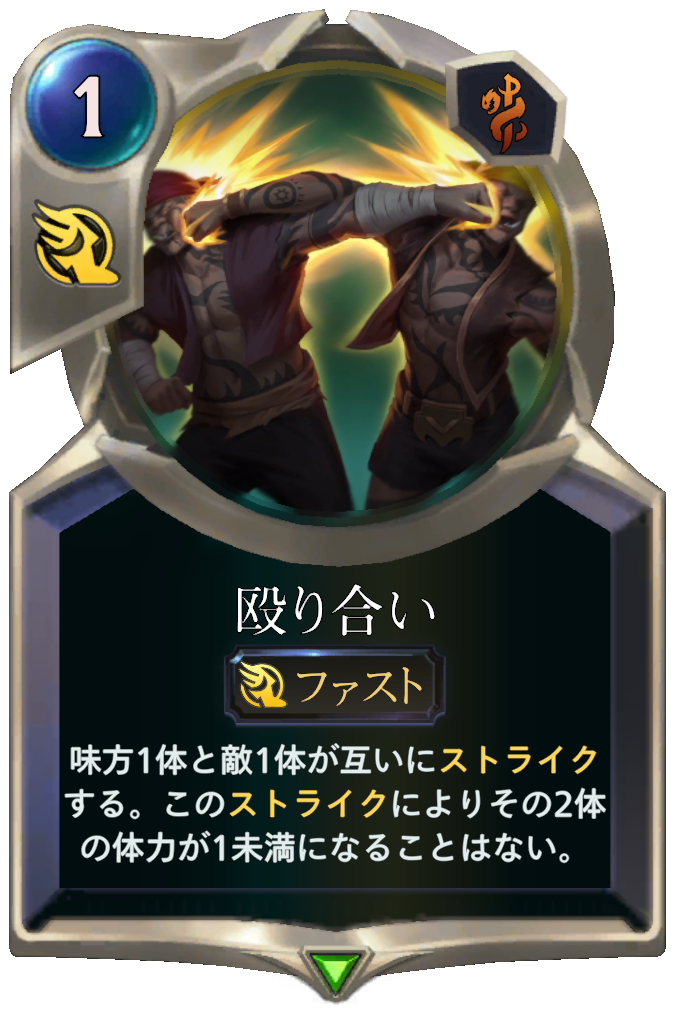 1
殴り合い
ファスト
味方1体と敵1体が互いにストライク
する。このストライクによりその2体
の体力が1未満になることはない。